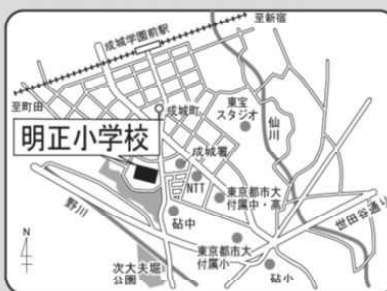 至新宿
成城学園前駅
至町田
成城町
東宝
スタジオ
仙川
明正小学校
成城署
NTT
東京都市大
付属中・高
野川
砧中
世田谷通り
N
東京都市大
付属小
次大夫堀
公園
砧小